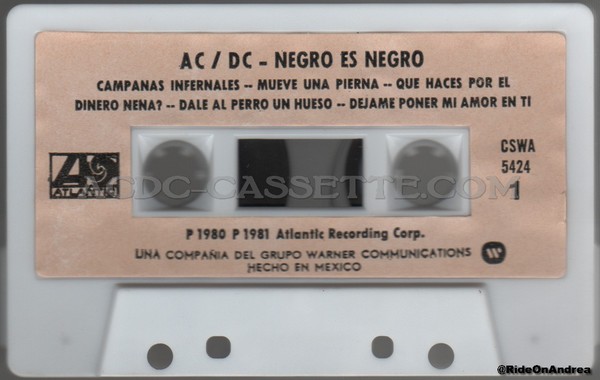 AC / DC - NEGRO ES NEGRO
CAMPANAS INFERNALES -- MUEVE UNA PIERNA -- QUE HACES POR EL
DINERO NENA? -- DALE AL PERRO UN HUESO -- DEJAME PONER MI AMOR EN TI
CSWA
5424
1
ATLANTIC
ACDC-CASSETTE.COM
P 1980 P 1981 Atlantic Recording Corp.
UNA COMPAÑIA DEL GRUPO WARNER COMMUNICATIONS
HECHO EN MEXICO
@RideOnAndrea